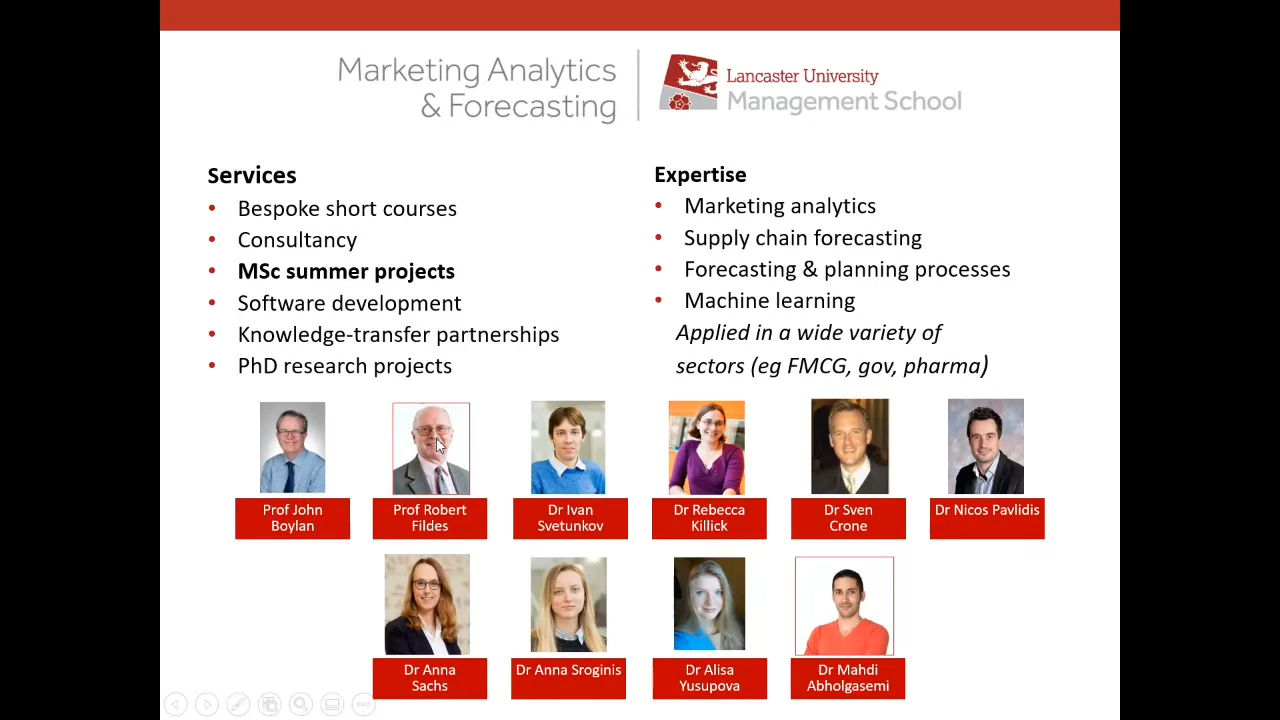 Marketing Analytics
& Forecasting
Lancaster University
Management School
Services
• Bespoke short courses
• Consultancy
• MSc summer projects
• Software development
• Knowledge-transfer partnerships
• PhD research projects
Expertise
• Marketing analytics
• Supply chain forecasting
• Forecasting & planning processes
• Machine learning
Applied in a wide variety of
sectors (eg FMCG, gov, pharma)
Prof John
Boylan
Prof Robert
Fildes
Dr Ivan
Svetunkov
Dr Rebecca
Killick
Dr Sven
Crone
Dr Nicos Pavlidis
Dr Anna
Sachs
Dr Anna Sroginis
Dr Alisa
Yusupova
Dr Mahdi
Abholgasemi